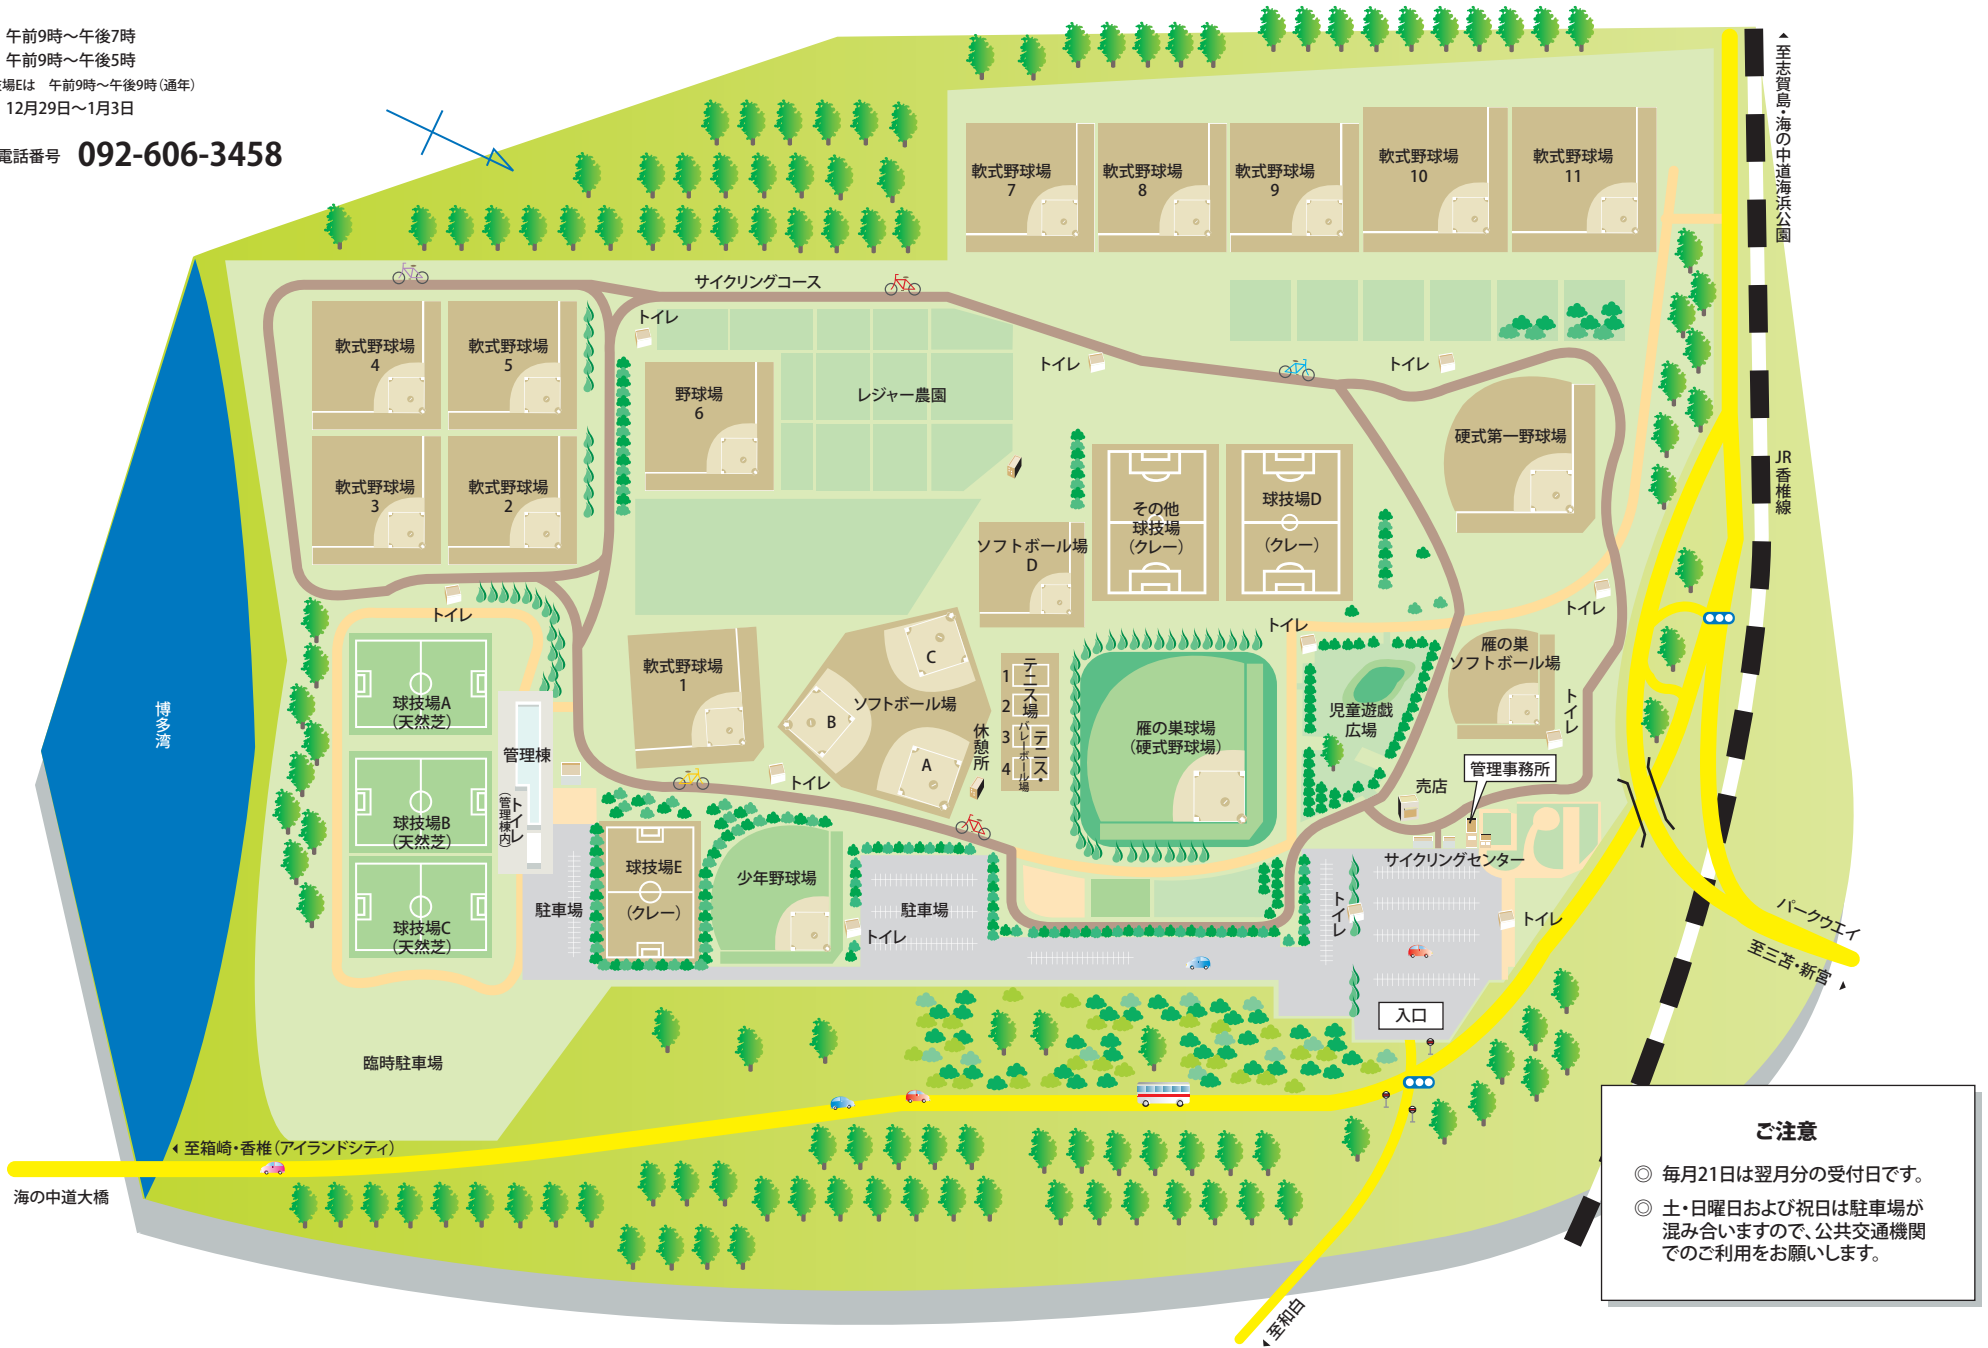 午前9時～午後7時
午前9時～午後5時
場Eは 午前9時～午後9時(通年)
12月29日～1月3日
電話番号 092-606-3458
至志賀島・海の中道海浜公園
軟式野球場
7
軟式野球場
8
軟式野球場
9
軟式野球場
10
軟式野球場
11
サイクリングコース
トイレ
トイレ
トイレ
軟式野球場
4
軟式野球場
5
野球場
6
レジャー農園
硬式第一野球場
JR香椎線
軟式野球場
3
軟式野球場
2
その他
球技場
(クレー)
球技場D
(クレー)
ソフトボール場
D
トイレ
トイレ
トイレ
軟式野球場
1
C
B
A
ソフトボール場
休憩所
テニス場
1
2
3
4
テニス・
バレーボール場
雁の巣球場
(硬式野球場)
児童遊戯
広場
雁の巣
ソフトボール場
トイレ
博多湾
球技場A
(天然芝)
球技場B
(天然芝)
球技場C
(天然芝)
管理棟
トイレ
(管理棟内)
トイレ
売店
管理事務所
サイクリングセンター
球技場E
(クレー)
少年野球場
駐車場
駐車場
トイレ
トイレ
トイレ
パークウエイ
至三苫・新宮
入口
臨時駐車場
至箱崎・香椎(アイランドシティ)
海の中道大橋
至和白
ご注意
◎ 毎月21日は翌月分の受付日です。
◎ 土・日曜日および祝日は駐車場が
混み合いますので、公共交通機関
でのご利用をお願いします。